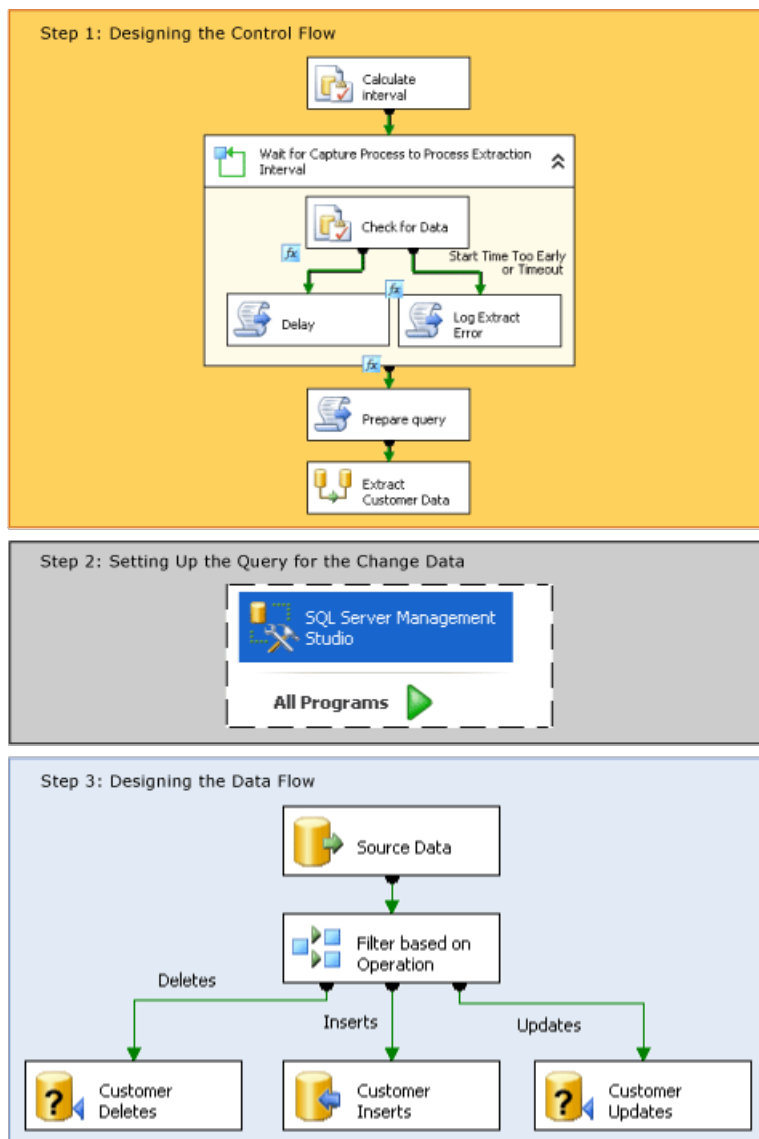 Step 1: Designing the Control Flow
Calculate
interval
Wait for Capture Process to Process Extraction
Interval
Check for Data
fx
Start Time Too Early
or Timeout
fx
Delay
Log Extract
Error
fx
Prepare query
Extract
Customer Data
Step 2: Setting Up the Query for the Change Data
SQL Server Management
Studio
All Programs
Step 3: Designing the Data Flow
Source Data
Filter based on
Operation
Deletes
Inserts
Updates
?
Customer
Deletes
Customer
Inserts
?
Customer
Updates